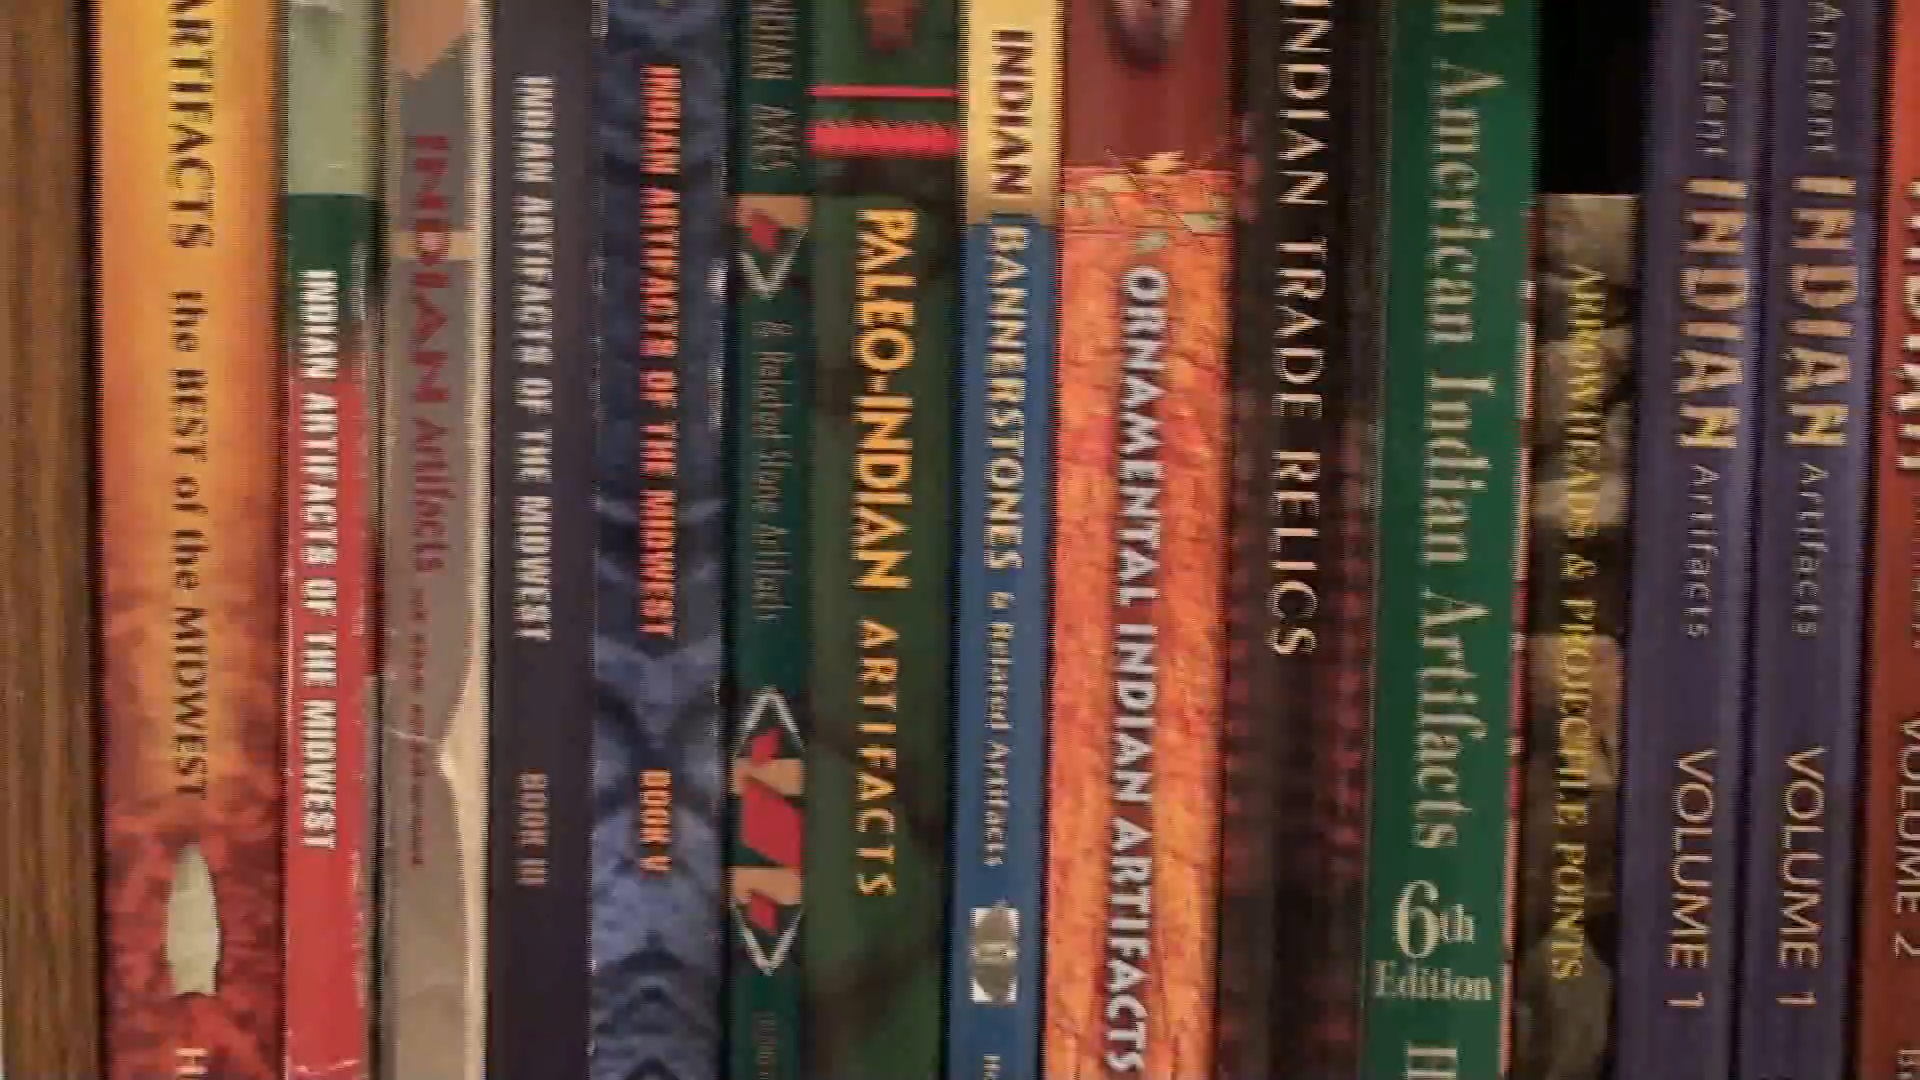 ARTIFACTS the BEST of the MIDWEST
INDIAN ARTIFACTS OF THE MIDWEST
INDIAN Artifacts
INDIAN ARTIFACTS OF THE MIDWEST BOOK III
INDIAN ARTIFACTS OF THE MIDWEST BOOK V
INDIAN AXES & Related Stone Artifacts
PALEO-INDIAN ARTIFACTS
INDIAN BANNERSTONES & Related Artifacts
ORNAMENTAL INDIAN ARTIFACTS
INDIAN TRADE RELICS
h American Indian Artifacts 6th
Edition
ARROWHEADS & PROJECTILE POINTS
Ancient INDIAN Artifacts VOLUME 1
Ancient INDIAN Artifacts VOLUME 1
VOLUME 2